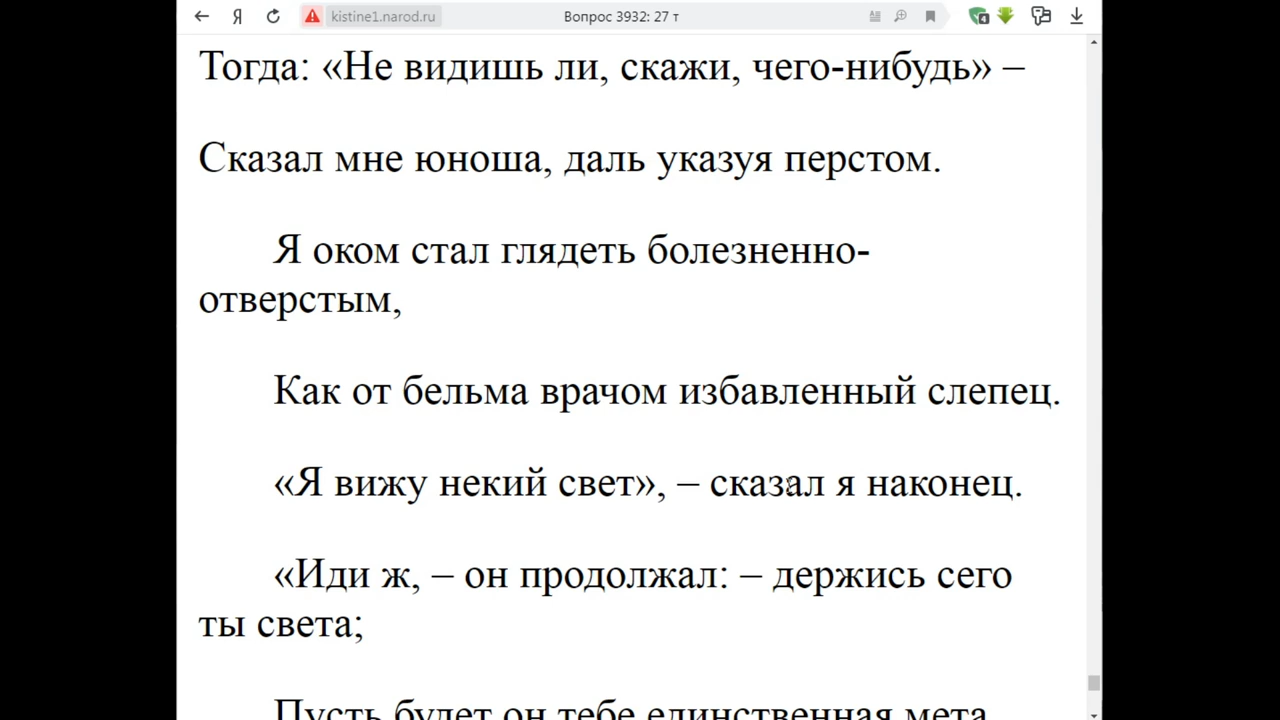 Я
kistine1.narod.ru
Вопрос 3932: 27 т
4
Тогда: «Не видишь ли, скажи, чего-нибудь» –
Сказал мне юноша, даль указуя перстом.
Я оком стал глядеть болезненно-
отверстым,
Как от бельма врачом избавленный слепец.
«Я вижу некий свет», – сказал я наконец.
«Иди ж, – он продолжал: – держись сего
ты света;
Пусть будет он тебе единственная мета,